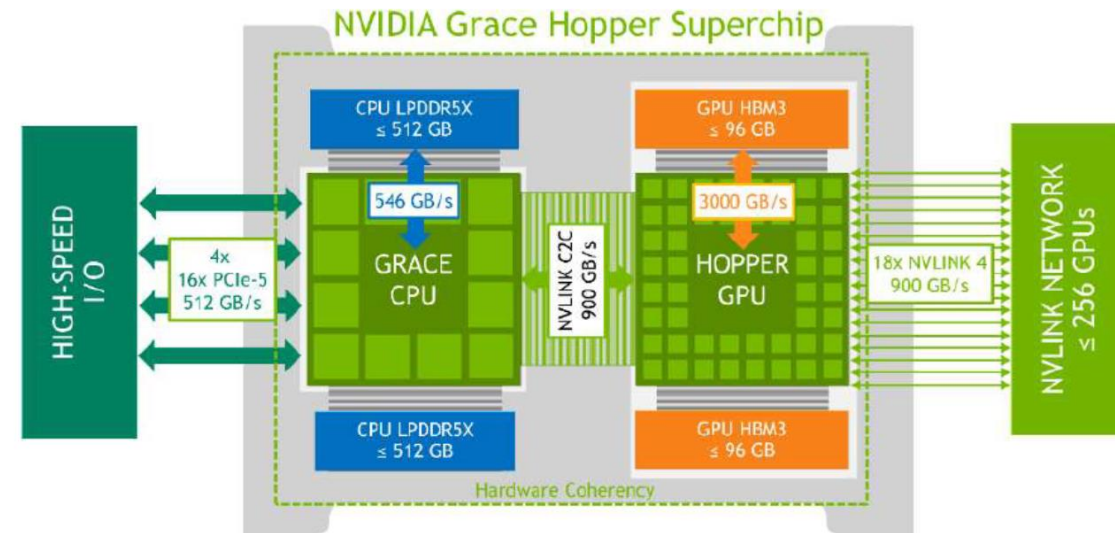 NVIDIA Grace Hopper Superchip
CPU LPDDR5X
≤ 512 GB
GPU HBM3
≤ 96 GB
HIGH-SPEED
I/O
4x
16x PCIe-5
512 GB/s
546 GB/s
GRACE
CPU
NVLINK C2C
900 GB/s
3000 GB/s
HOPPER
GPU
18x NVLINK 4
900 GB/s
NVLINK NETWORK
≤ 256 GPUs
CPU LPDDR5X
≤ 512 GB
GPU HBM3
≤ 96 GB
Hardware Coherency